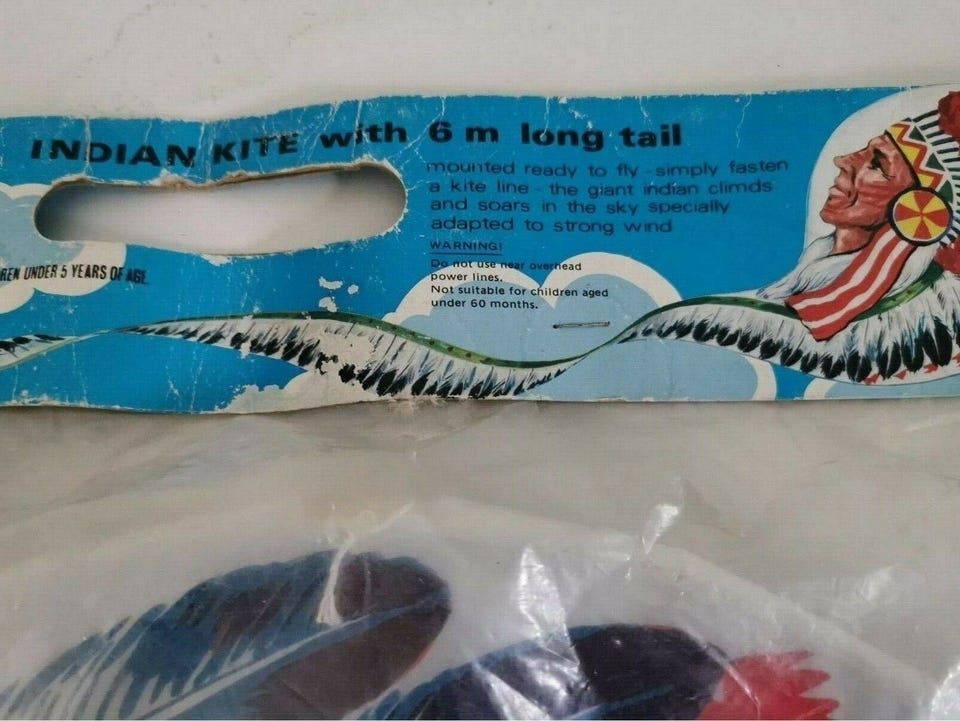 INDIAN KITE with 6 m long tail
mounted ready to fly - simply fasten
a kite line - the giant indian climds
and soars in the sky specially
adapted to strong wind
WARNING!
Do not use near overhead
power lines.
Not suitable for children aged
under 60 months.
REN UNDER 5 YEARS OF AGE